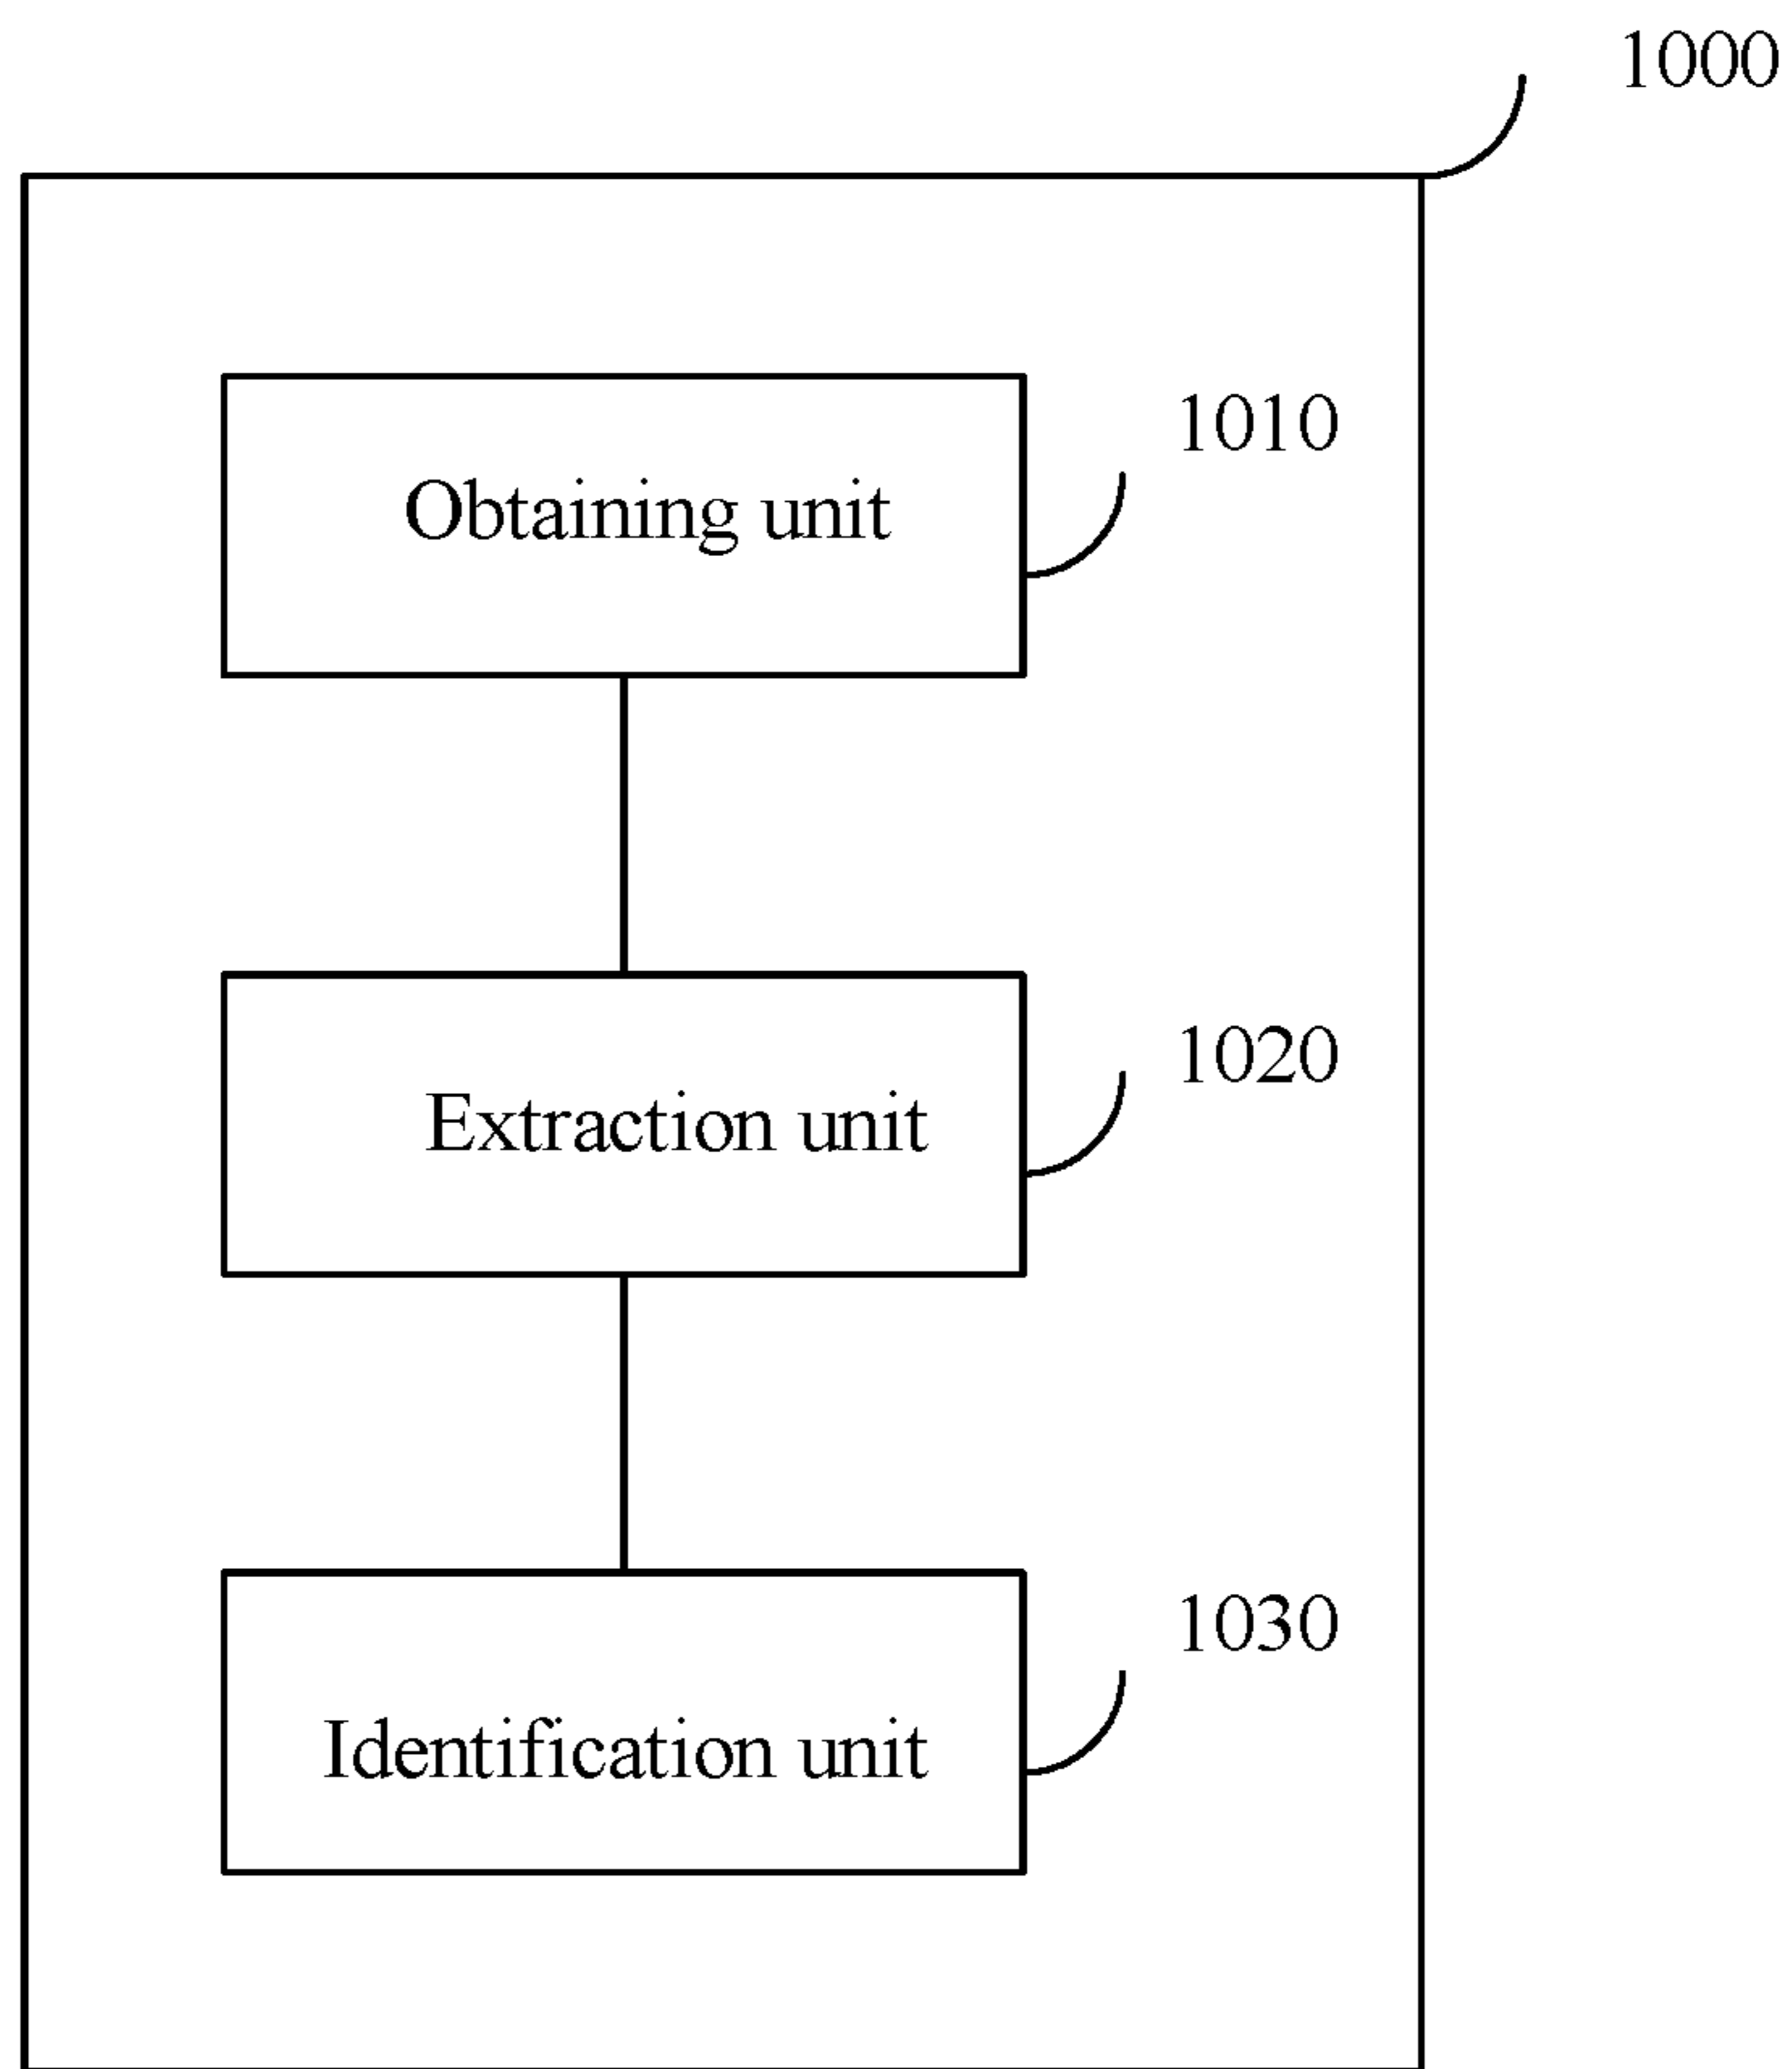 1000
1010
Obtaining unit
1020
Extraction unit
1030
Identification unit